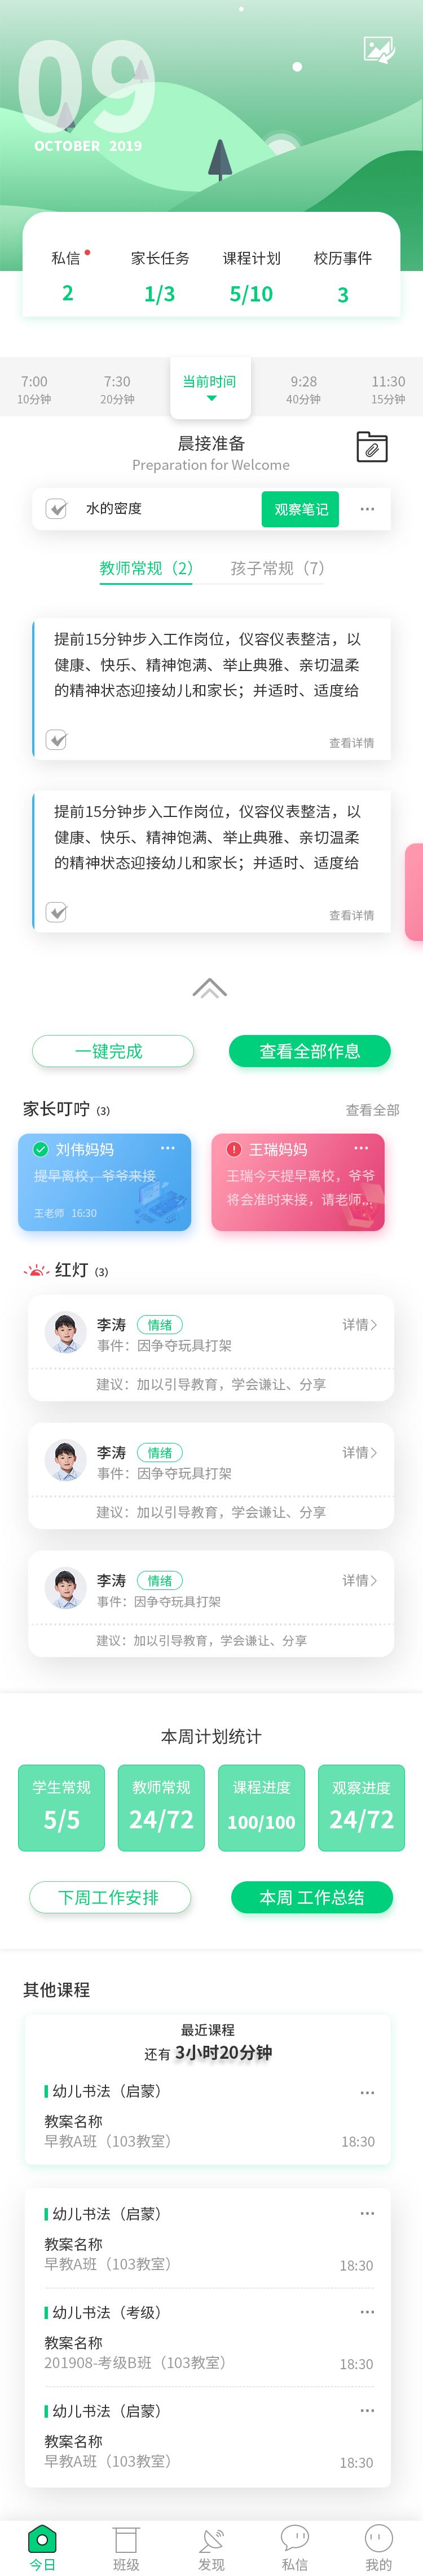 09
OCTOBER 2019
私信 家长任务 课程计划 校历事件
2 1/3 5/10 3
7:00 7:30 当前时间 9:28 11:30
10分钟 20分钟 40分钟 15分钟
晨接准备
Preparation for Welcome
水的密度 观察笔记 ...
教师常规（2） 孩子常规（7）
提前15分钟步入工作岗位，仪容仪表整洁，以
健康、快乐、精神饱满、举止典雅、亲切温柔
的精神状态迎接幼儿和家长；并适时、适度给
查看详情
提前15分钟步入工作岗位，仪容仪表整洁，以
健康、快乐、精神饱满、举止典雅、亲切温柔
的精神状态迎接幼儿和家长；并适时、适度给
查看详情
一键完成 查看全部作息
家长叮咛（3） 查看全部
刘伟妈妈 ... 王瑞妈妈 ...
提早离校，爷爷来接 王瑞今天提早离校，爷爷
将会准时来接，请老师...
王老师 16:30
红灯（3）
李涛 情绪 详情
事件：因争夺玩具打架
建议：加以引导教育，学会谦让、分享
李涛 情绪 详情
事件：因争夺玩具打架
建议：加以引导教育，学会谦让、分享
李涛 情绪 详情
事件：因争夺玩具打架
建议：加以引导教育，学会谦让、分享
本周计划统计
学生常规 教师常规 课程进度 观察进度
5/5 24/72 100/100 24/72
下周工作安排 本周 工作总结
其他课程
最近课程
还有 3小时20分钟
幼儿书法（启蒙） ...
教案名称
早教A班（103教室） 18:30
幼儿书法（启蒙） ...
教案名称
早教A班（103教室） 18:30
幼儿书法（考级） ...
教案名称
201908-考级B班（103教室） 18:30
幼儿书法（启蒙） ...
教案名称
早教A班（103教室） 18:30
今日 班级 发现 私信 我的